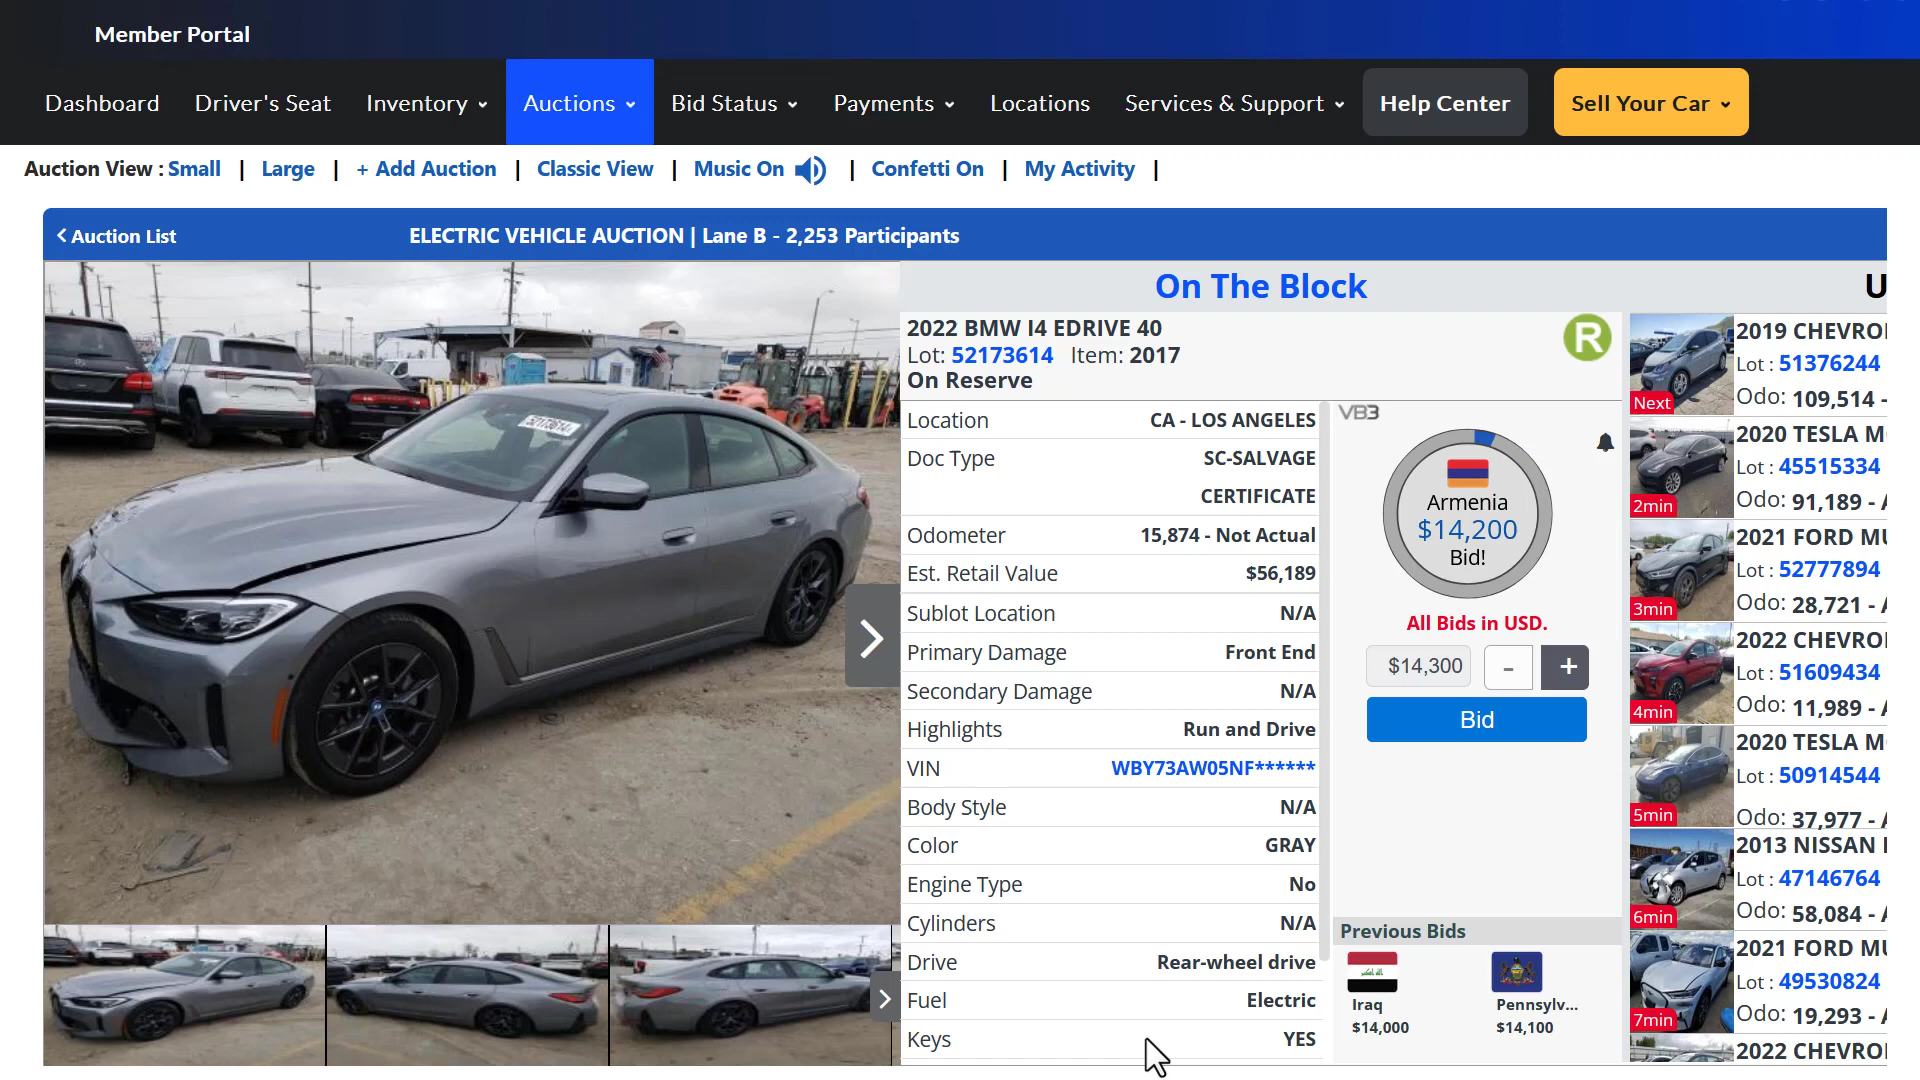 Member Portal
Dashboard Driver's Seat Inventory Auctions Bid Status Payments Locations Services & Support Help Center Sell Your Car
Auction View : Small | Large | + Add Auction | Classic View | Music On | Confetti On | My Activity |
Auction List
ELECTRIC VEHICLE AUCTION | Lane B - 2,253 Participants
52173614
On The Block
2022 BMW I4 EDRIVE 40
Lot: 52173614 Item: 2017
On Reserve
R
Location CA - LOS ANGELES
Doc Type SC-SALVAGE
CERTIFICATE
Odometer 15,874 - Not Actual
Est. Retail Value $56,189
Sublot Location N/A
Primary Damage Front End
Secondary Damage N/A
Highlights Run and Drive
VIN WBY73AW05NF******
Body Style N/A
Color GRAY
Engine Type No
Cylinders N/A
Drive Rear-wheel drive
Fuel Electric
Keys YES
VB3
Armenia
$14,200
Bid!
All Bids in USD.
$14,300 - +
Bid
Previous Bids
Iraq
$14,000
Pennsylv...
$14,100
U
2019 CHEVROL
Lot : 51376244
Odo: 109,514 -
Next
2020 TESLA M
Lot : 45515334
Odo: 91,189 - A
2min
2021 FORD MU
Lot : 52777894
Odo: 28,721 - A
3min
2022 CHEVROL
Lot : 51609434
Odo: 11,989 - A
4min
2020 TESLA M
Lot : 50914544
Odo: 37,977 - A
5min
2013 NISSAN
Lot : 47146764
Odo: 58,084 - A
6min
2021 FORD MU
Lot : 49530824
Odo: 19,293 - A
7min
2022 CHEVROL